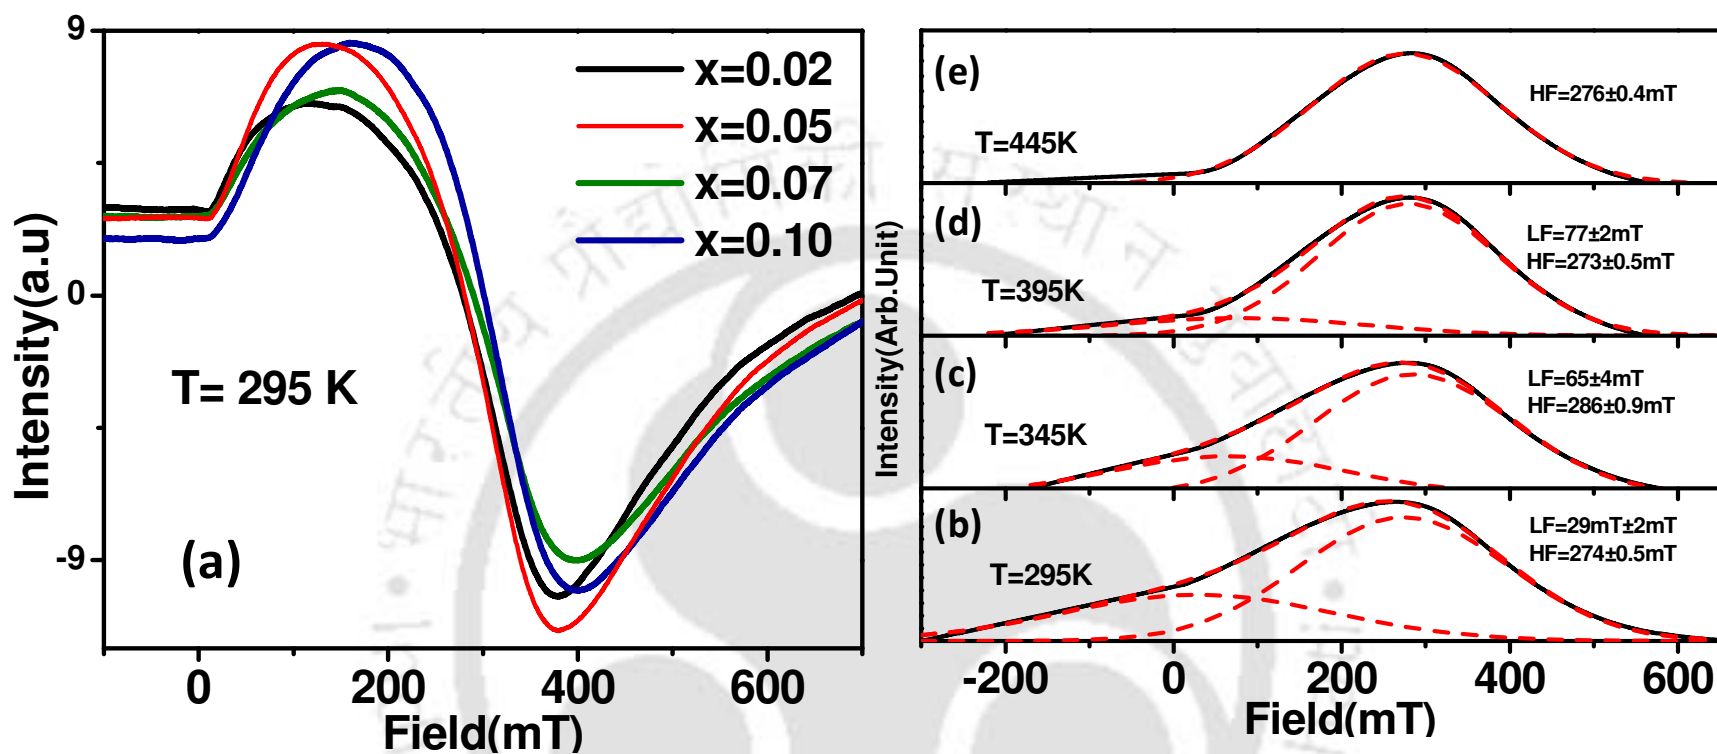 9
0
-9
Intensity(a.u)
x=0.02
x=0.05
x=0.07
x=0.10
T= 295 K
(a)
0
200
400
600
Field(mT)
Intensity(Arb.Unit)
(e)
HF=276±0.4mT
T=445K
(d)
LF=77±2mT
HF=273±0.5mT
T=395K
(c)
LF=65±4mT
HF=286±0.9mT
T=345K
(b)
LF=29mT±2mT
HF=274±0.5mT
T=295K
-200
0
200
400
600
Field(mT)